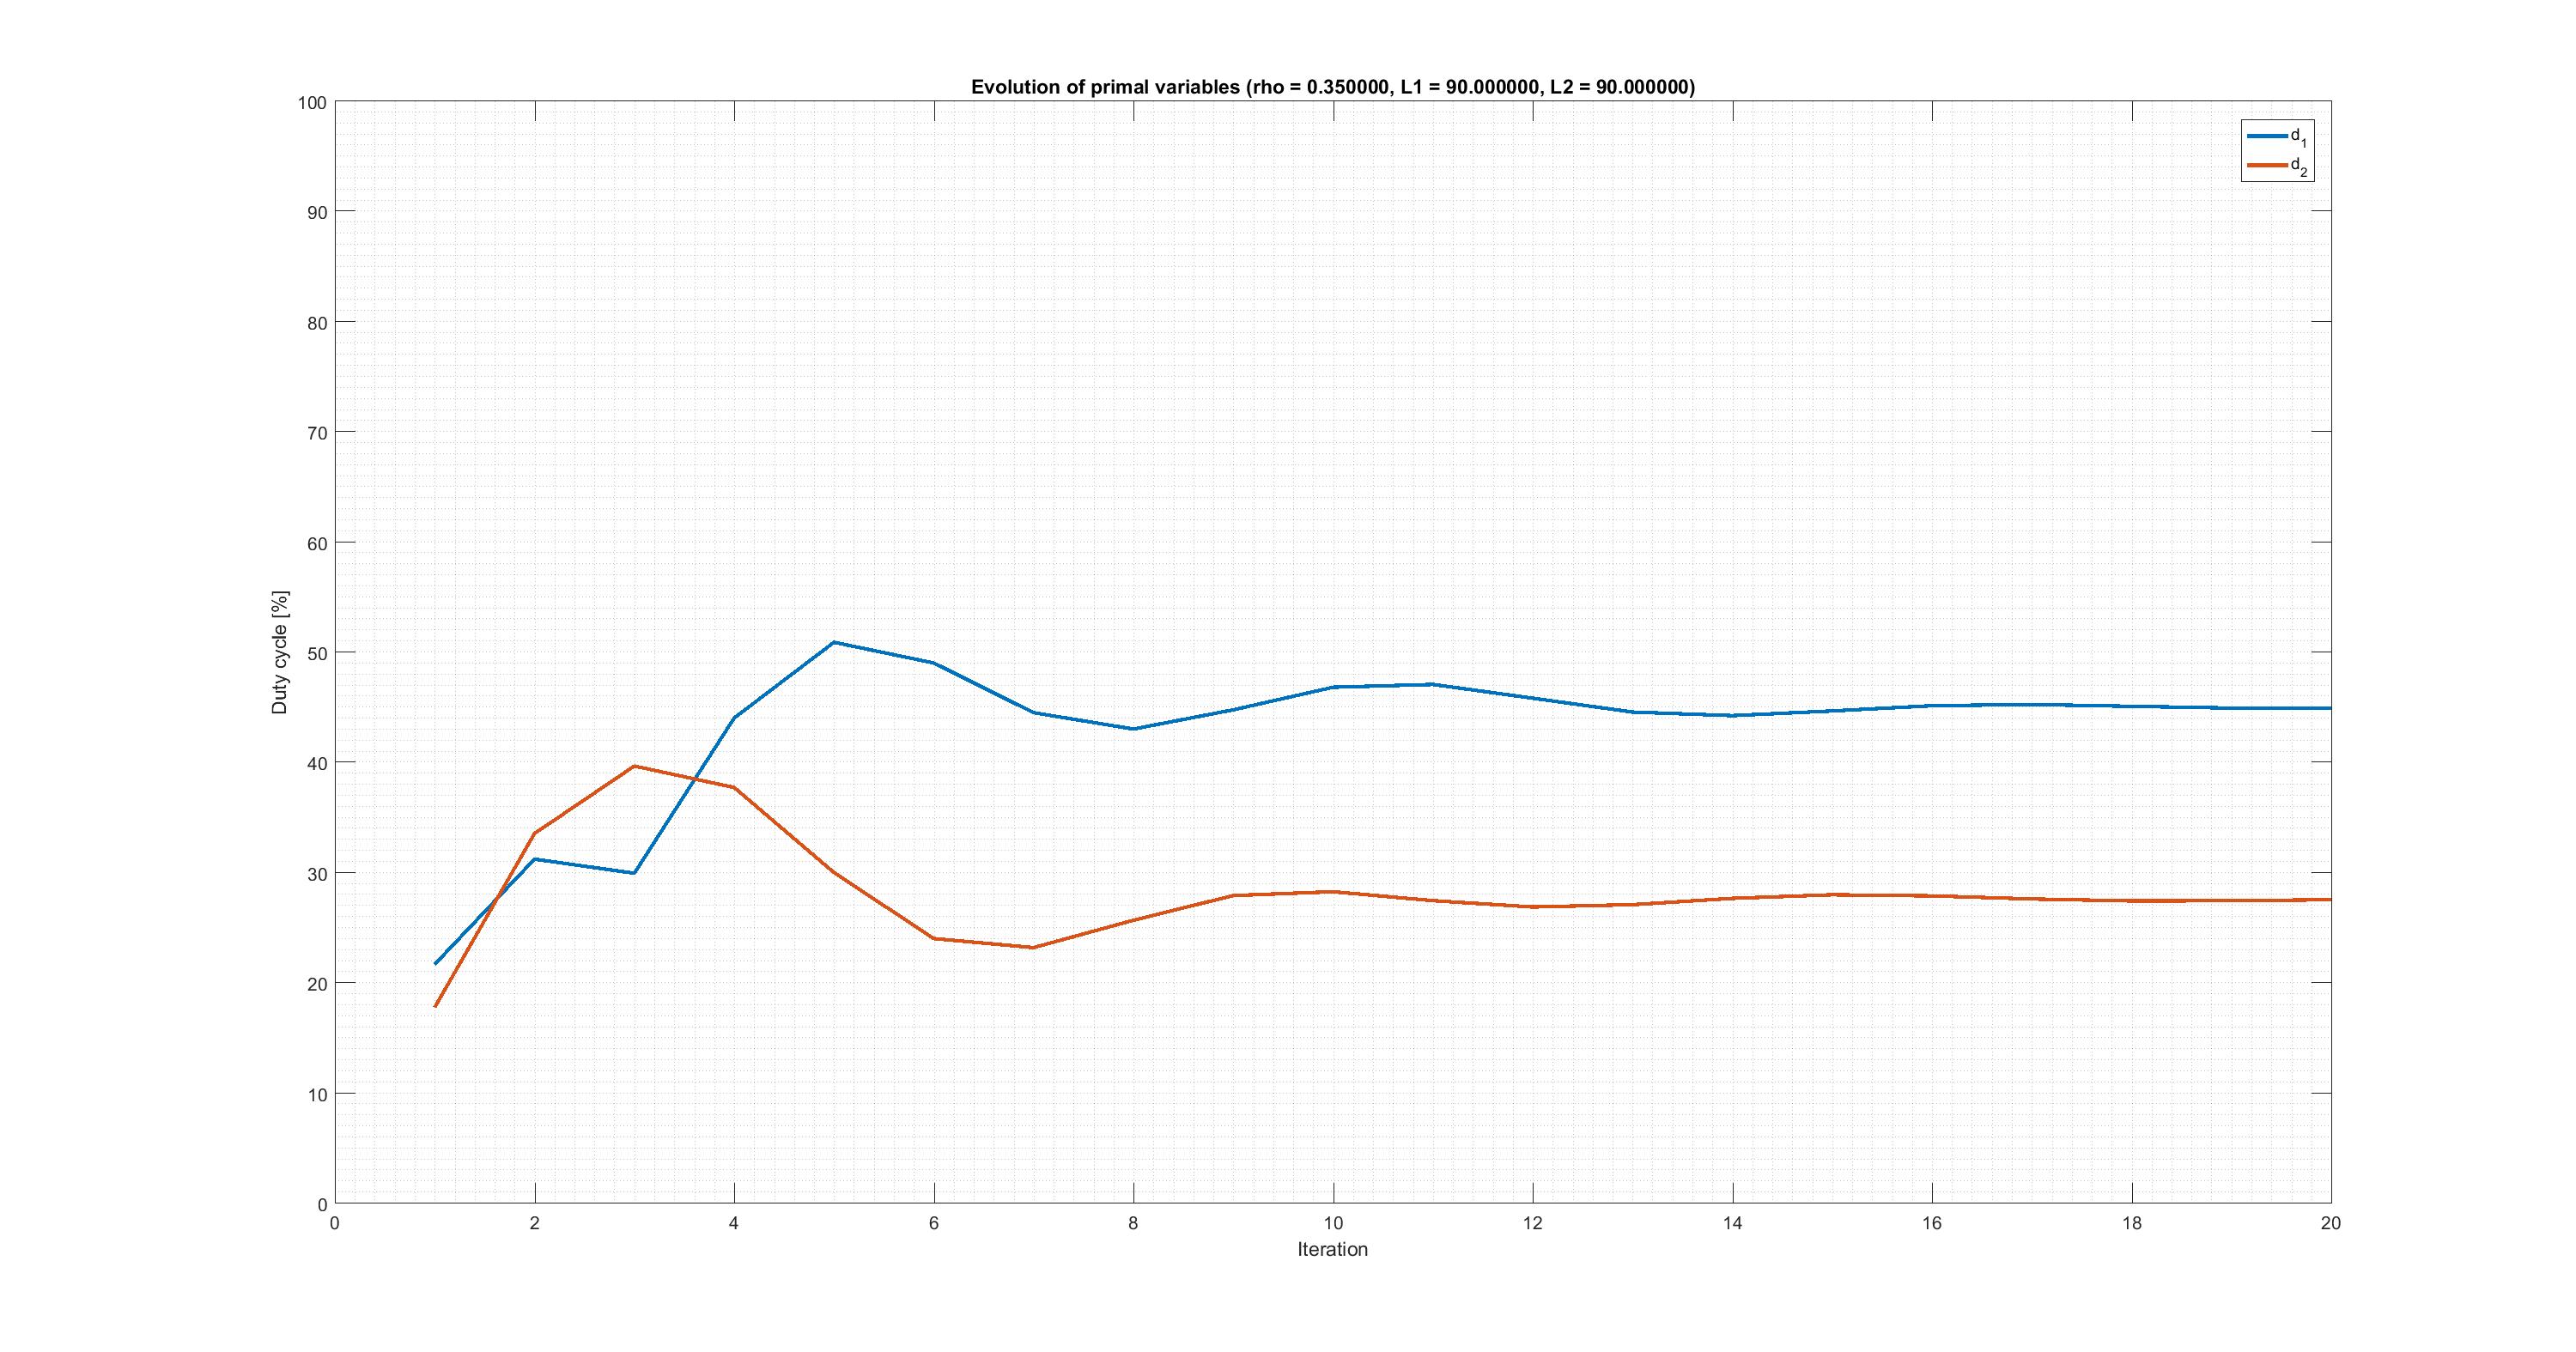 Evolution of primal variables (rho = 0.350000, L1 = 90.000000, L2 = 90.000000)
100
90
80
70
60
50
40
30
20
10
0
Duty cycle [%]
d1
d2
0 2 4 6 8 10 12 14 16 18 20
Iteration